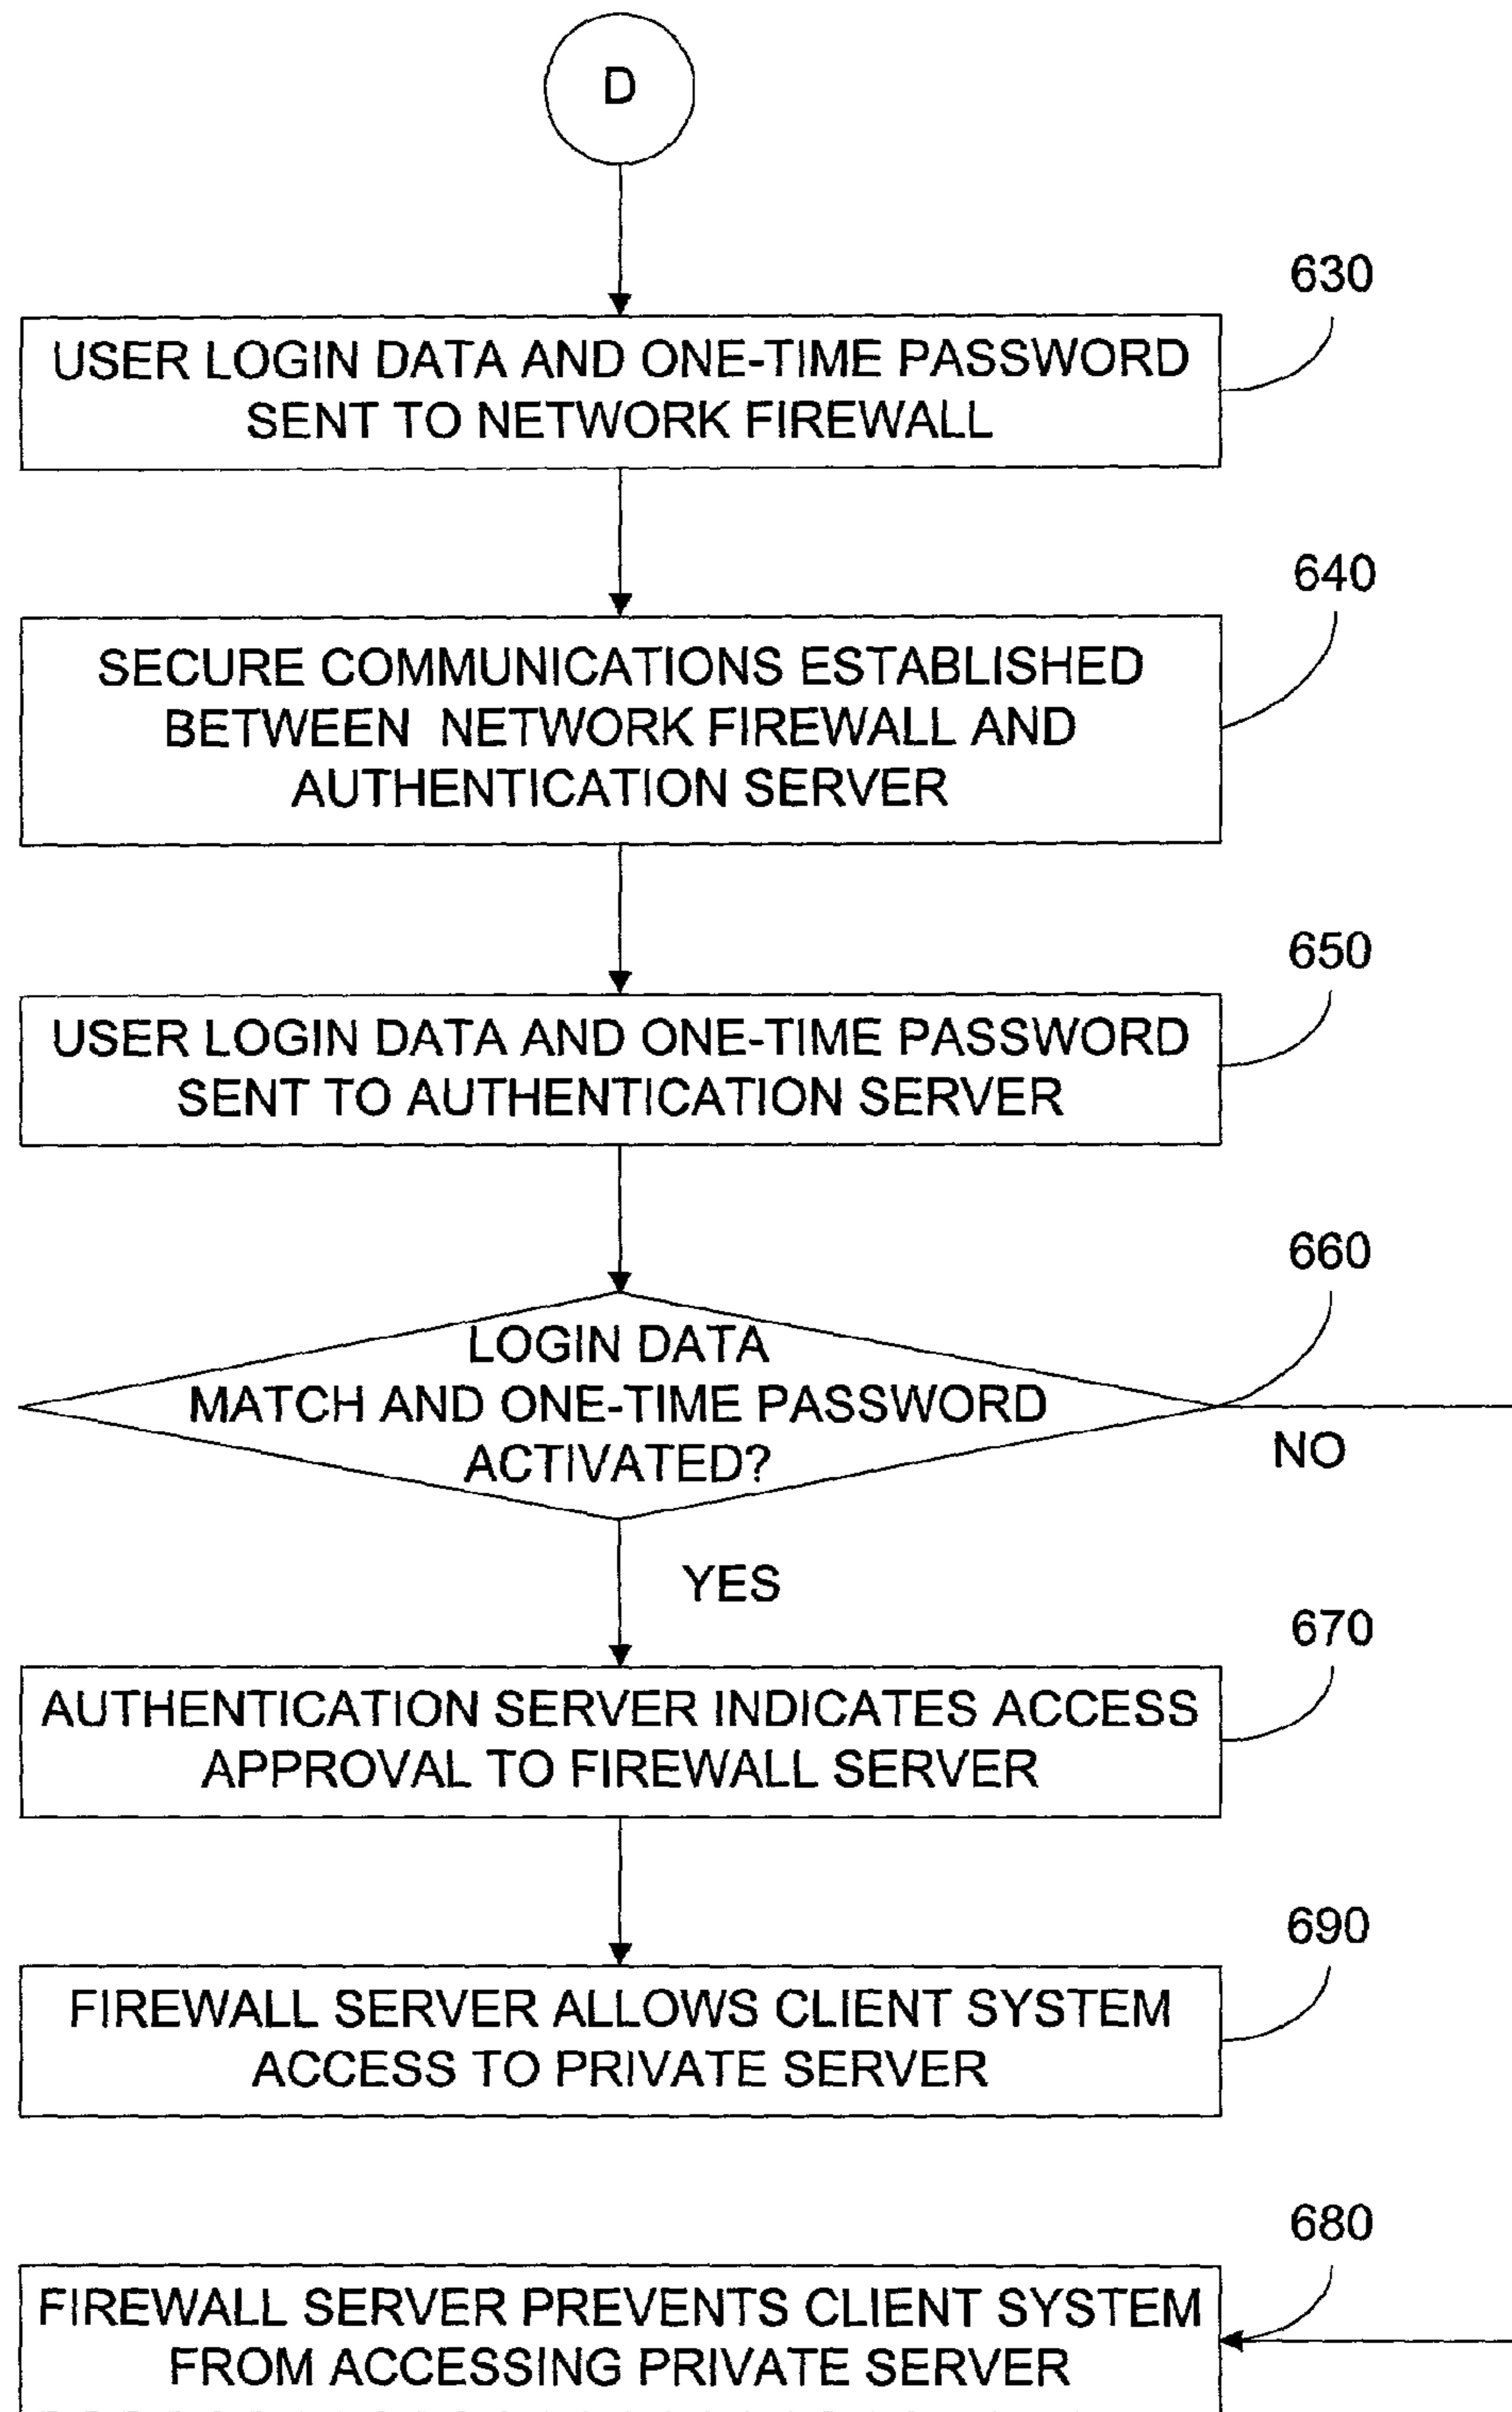 D
630
USER LOGIN DATA AND ONE-TIME PASSWORD
SENT TO NETWORK FIREWALL
640
SECURE COMMUNICATIONS ESTABLISHED
BETWEEN NETWORK FIREWALL AND
AUTHENTICATION SERVER
650
USER LOGIN DATA AND ONE-TIME PASSWORD
SENT TO AUTHENTICATION SERVER
660
LOGIN DATA
MATCH AND ONE-TIME PASSWORD
ACTIVATED?
NO
YES
670
AUTHENTICATION SERVER INDICATES ACCESS
APPROVAL TO FIREWALL SERVER
690
FIREWALL SERVER ALLOWS CLIENT SYSTEM
ACCESS TO PRIVATE SERVER
680
FIREWALL SERVER PREVENTS CLIENT SYSTEM
FROM ACCESSING PRIVATE SERVER